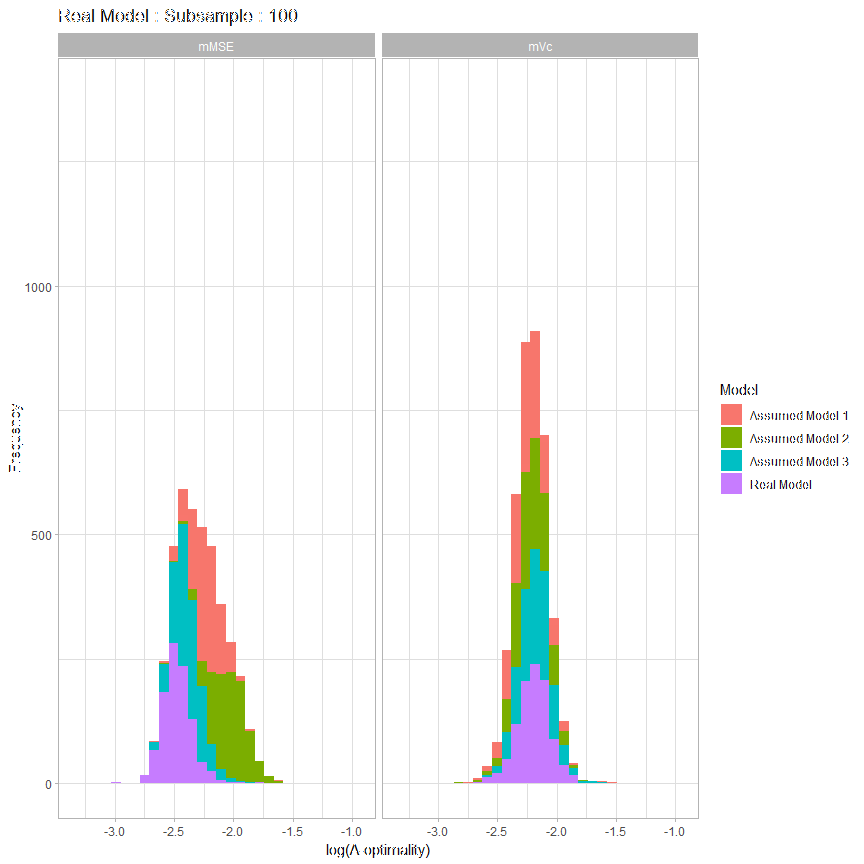 Real Model :: Subsample :: 100
mMSE
mVc
1000
500
0
Frequency
-3.0
-2.5
-2.0
-1.5
-1.0
-3.0
-2.5
-2.0
-1.5
-1.0
log(A-optimality)
Model
Assumed Model 1
Assumed Model 2
Assumed Model 3
Real Model